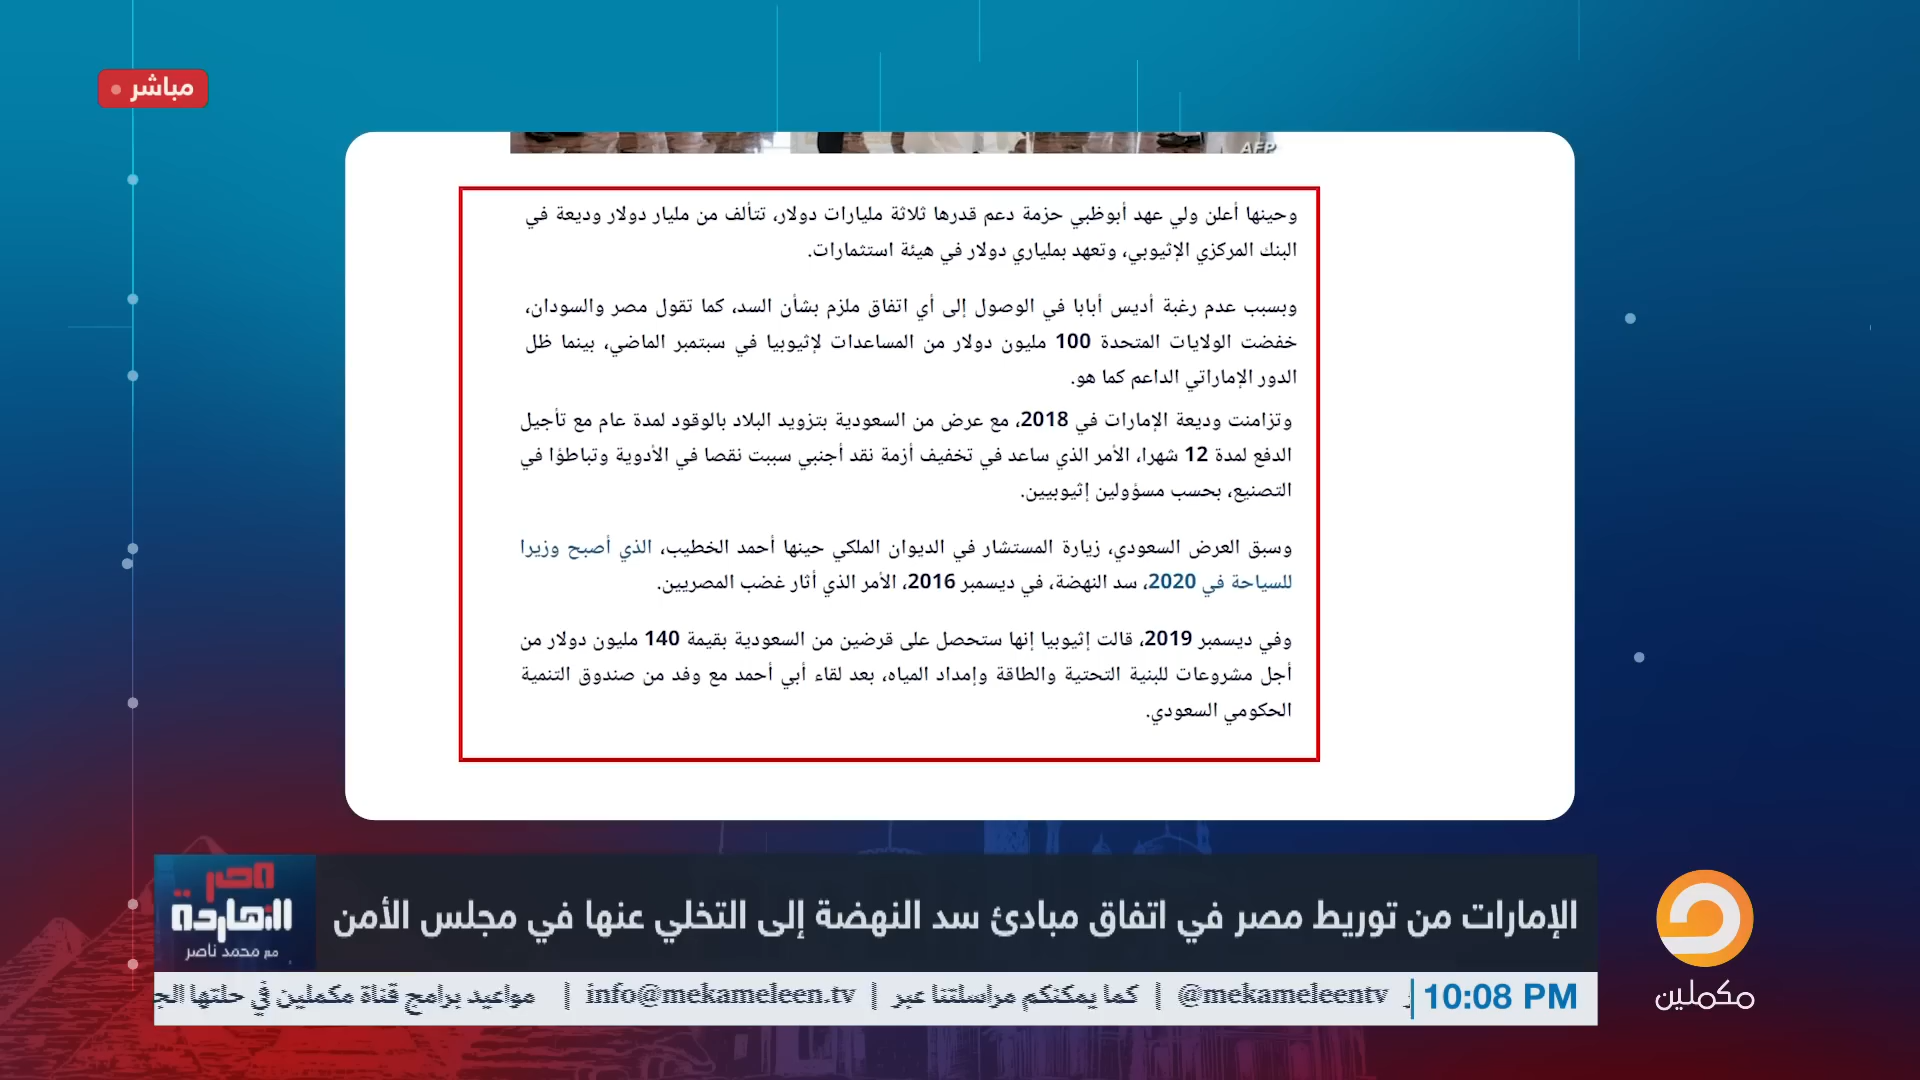 مباشر
AFP
وحينها أعلن ولي عهد أبوظبي حزمة دعم قدرها ثلاثة مليارات دولار، تتألف من مليار دولار وديعة في
البنك المركزي الإثيوبي، وتعهد بملياري دولار في هيئة استثمارات.
وبسبب عدم رغبة أديس أبابا في الوصول إلى أي اتفاق ملزم بشأن السد، كما تقول مصر والسودان،
خفضت الولايات المتحدة 100 مليون دولار من المساعدات لإثيوبيا في سبتمبر الماضي، بينما ظل
الدور الإماراتي الداعم كما هو.
وتزامنت وديعة الإمارات في 2018، مع عرض من السعودية بتزويد البلاد بالوقود لمدة عام مع تأجيل
الدفع لمدة 12 شهرا، الأمر الذي ساعد في تخفيف أزمة نقد أجنبي سببت نقصا في الأدوية وتباطؤا في
التصنيع، بحسب مسؤولين إثيوبيين.
وسبق العرض السعودي، زيارة المستشار في الديوان الملكي حينها أحمد الخطيب، الذي أصبح وزيرا
للسياحة في 2020، سد النهضة، في ديسمبر 2016، الأمر الذي أثار غضب المصريين.
وفي ديسمبر 2019، قالت إثيوبيا إنها ستحصل على قرضين من السعودية بقيمة 140 مليون دولار من
أجل مشروعات للبنية التحتية والطاقة وإمداد المياه، بعد لقاء أبي أحمد مع وفد من صندوق التنمية
الحكومي السعودي.
الإمارات من توريط مصر في اتفاق مبادئ سد النهضة إلى التخلي عنها في مجلس الأمن
مصر
النهاردة
مع محمد ناصر
10:08 PM
@mekameleentv | كما يمكنكم مراسلتنا عبر | info@mekameleen.tv | مواعيد برامج قناة مكملين في حلتها
مكملين